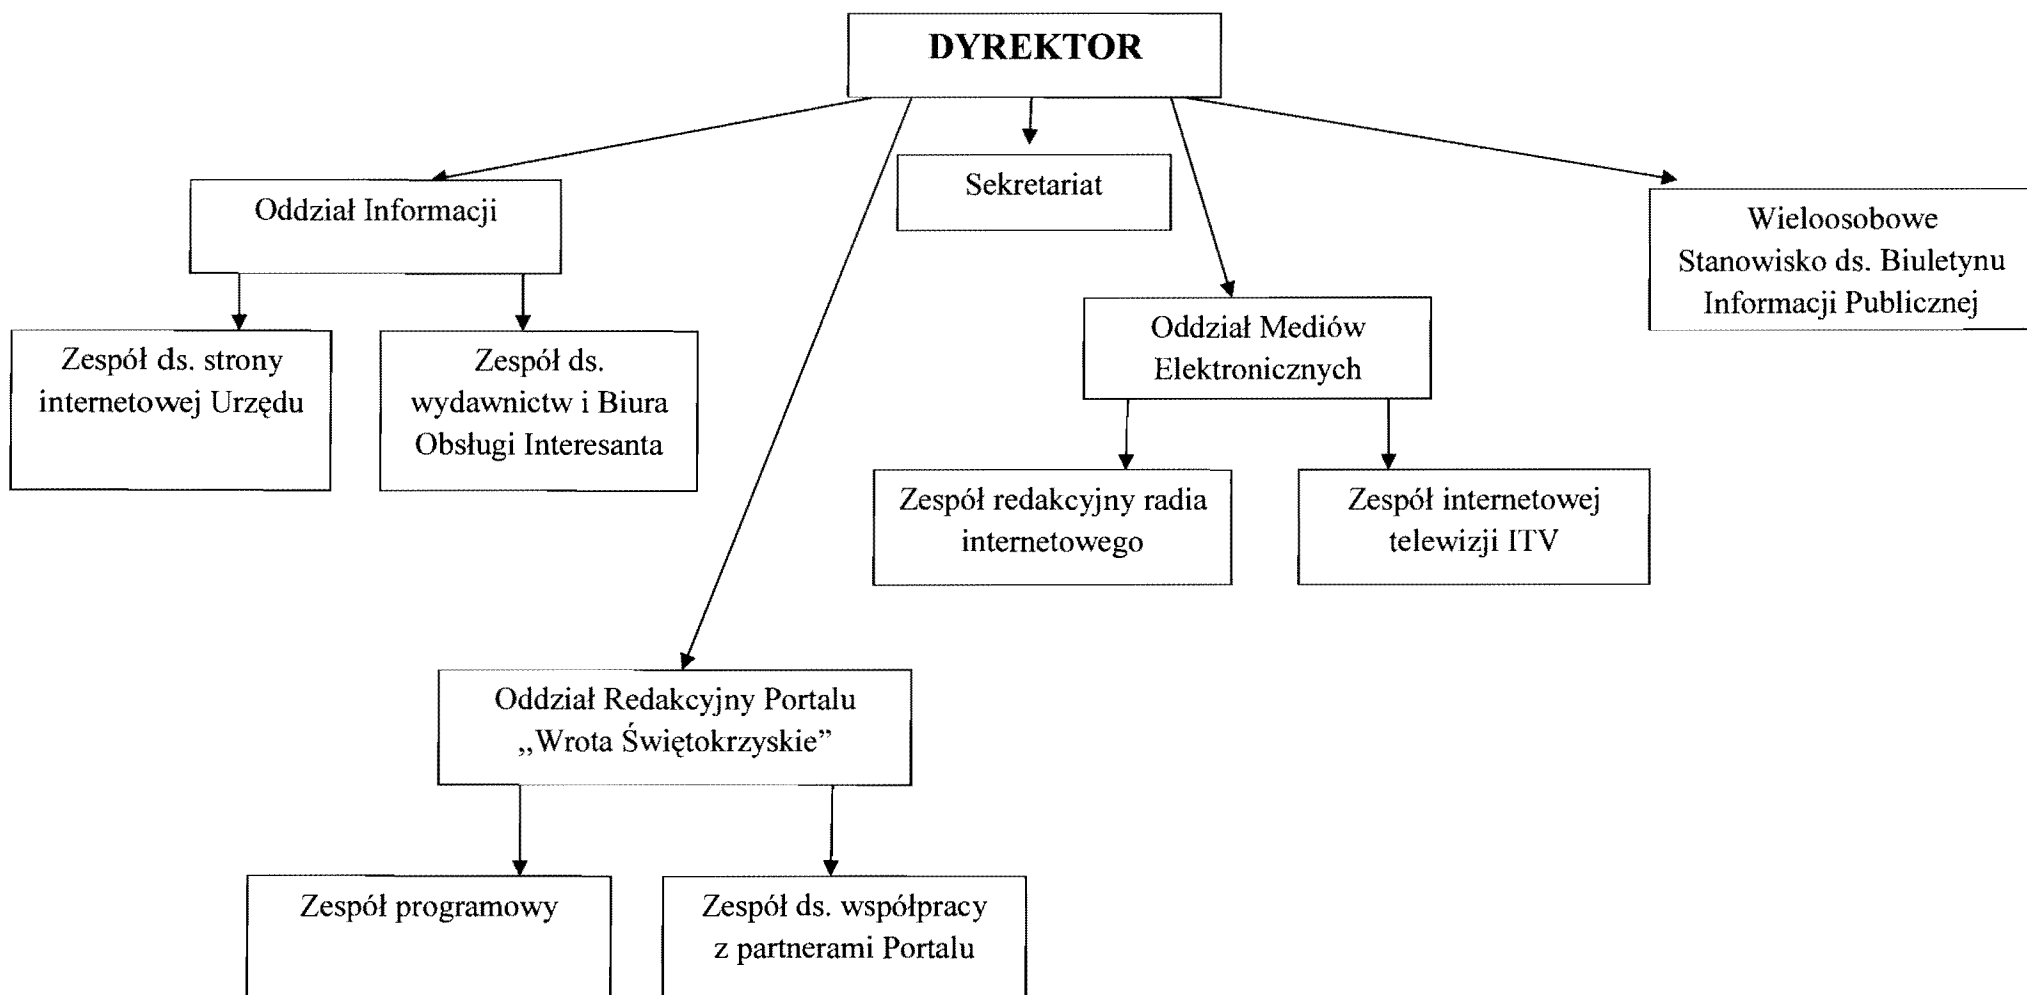 DYREKTOR
Sekretariat
Oddział Informacji
Wieloosobowe
Stanowisko ds. Biuletynu
Informacji Publicznej
Zespół ds. strony
internetowej Urzędu
Zespół ds.
wydawnictw i Biura
Obsługi Interesanta
Oddział Mediów
Elektronicznych
Zespół redakcyjny radia
internetowego
Zespół internetowej
telewizji ITV
Oddział Redakcyjny Portalu
,,Wrota Świętokrzyskie”
Zespół programowy
Zespół ds. współpracy
z partnerami Portalu